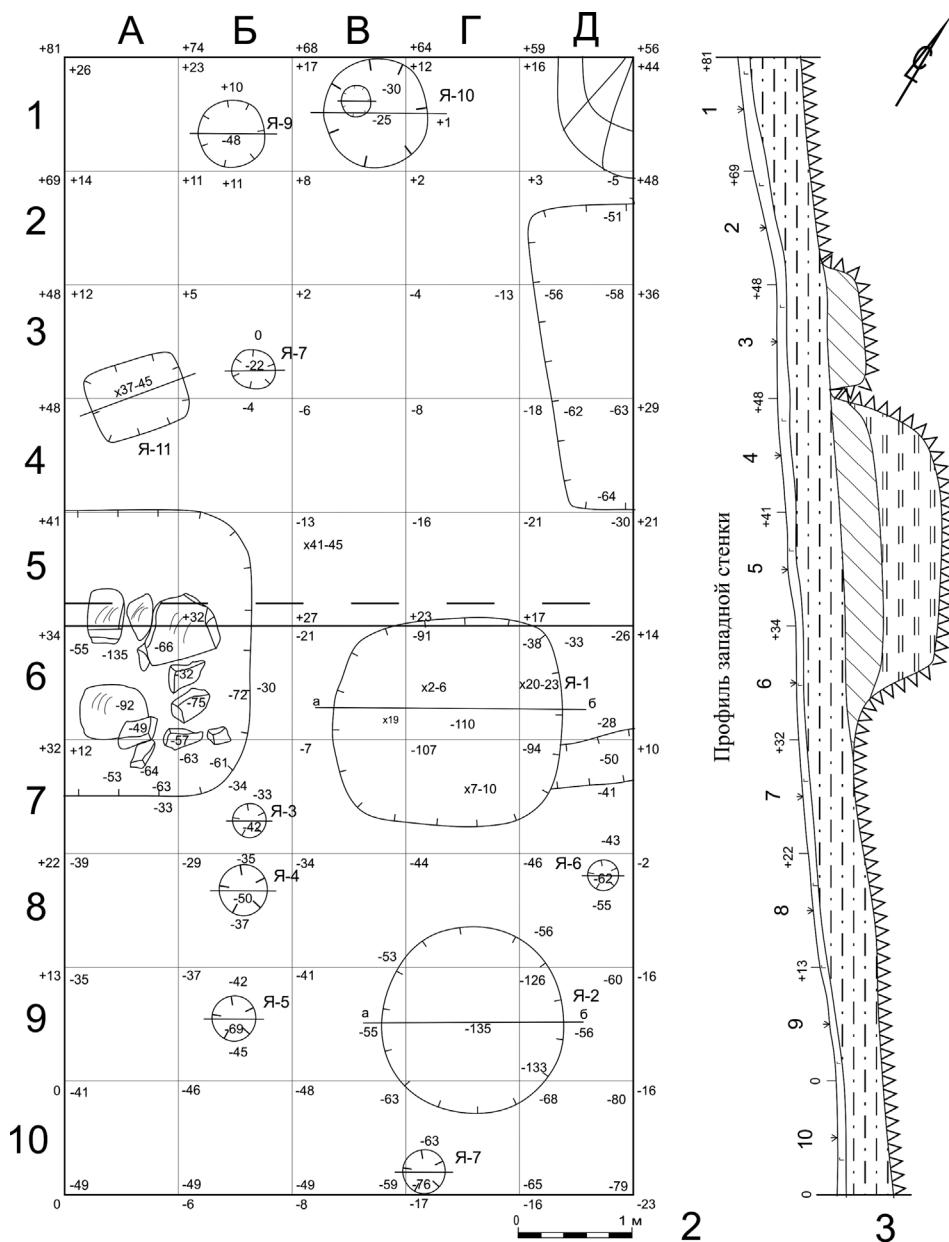 А Б В Г Д
+81 +74 +68 +64 +59 +56
+26 +23 +17 +12 +16 +44
1
+10
-48
Я-9
-30
-25
Я-10
+1
+69 +14 +11 +11 +8 +2 +3 -5 +48
2
-51
+48 +12 +5 +2 -4 -13 -56 -58 +36
3
0
-22
Я-7
х37-45
Я-11
+48 -4 -6 -8 -18 -62 -63 +29
4
-64
+41 -13 -16 -21 -30 +21
5
х41-45
+32 +27 +23 +17
+34 -21 -91 -38 -33 -26 +14
-55 -135 -66
6
-32
-72 -30
х2-6
х20-23
Я-1
-92
-75
а
б
х19
-110
-28
-49
-57
+32 +12 -7 -107 -94 +10
-53 -64 -63 -61 -50
-63 -34
х7-10
-41
7
-33 -33
Я-3
-42
-43
+22 -39 -29 -35 -34 -44 -46 -2
Я-4
Я-6
-62
8
-50
-37
-55
-56
-53
+13 -35 -37 -42 -41 -126 -60 -16
Я-5
Я-2
9
-69
-45
а
б
-55
-135
-56
-133
0 -41 -46 -48 -63 -68 -80 -16
10
-63
Я-7
-76
-49 -49 -49 -59 -65 -79
0 -6 -8 -17 -16 -23
0 1 м
2
С
Профиль западной стенки
+81
1
+69
2
+48
3
+48
4
+41
5
+34
6
+32
7
+22
8
+13
9
0
10
0
3